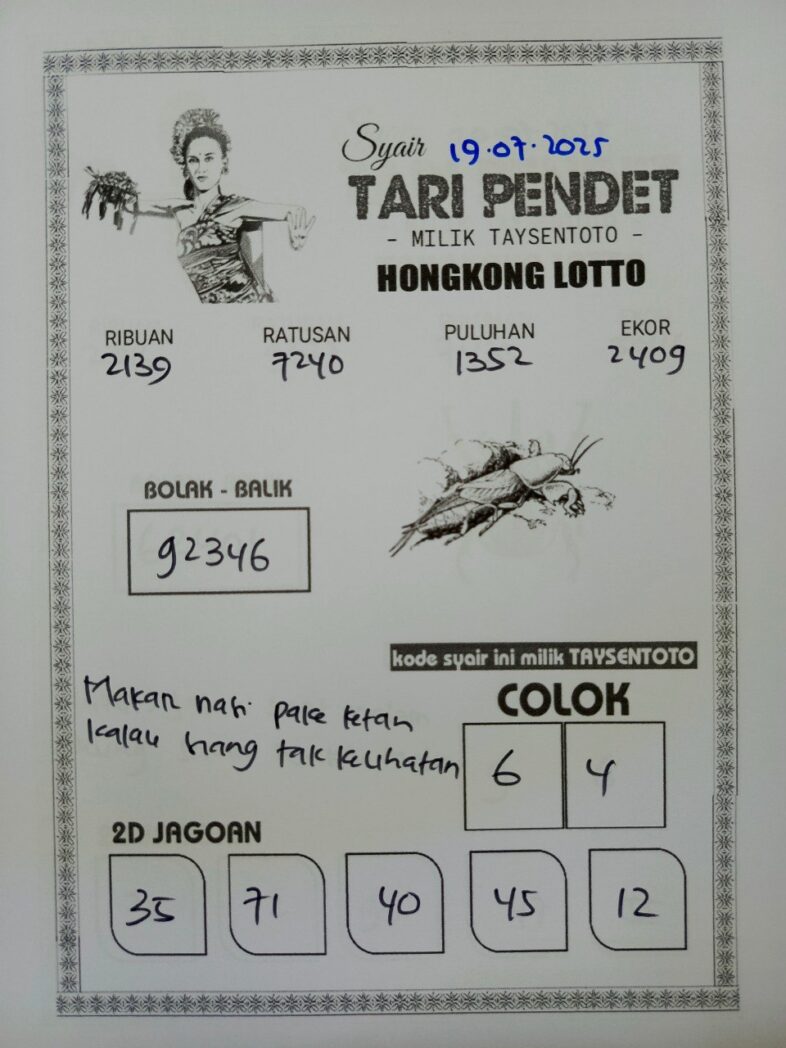 Syair 19.07.2025
TARI PENDET
- MILIK TAYSENTOTO -
HONGKONG LOTTO
RIBUAN RATUSAN PULUHAN EKOR
2139 7240 1352 2409
BOLAK - BALIK
92346
kode syair ini milik TAYSENTOTO
Makan nasi pake ketan
kalau siang tak kelihatan
COLOK
6 4
2D JAGOAN
35 71 40 45 12